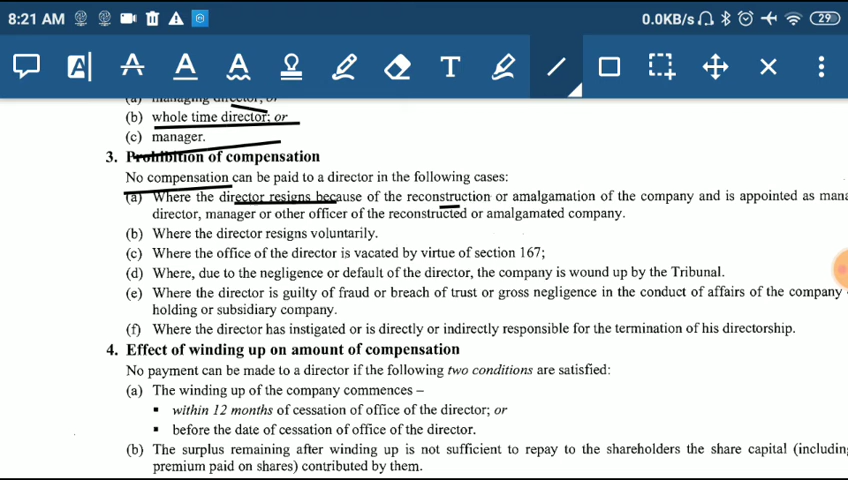 8:21 AM
0.0KB/s
29
A
A
A
A
T
(a) managing director; or
(b) whole time director; or
(c) manager.
3. Prohibition of compensation
No compensation can be paid to a director in the following cases:
(a) Where the director resigns because of the reconstruction or amalgamation of the company and is appointed as mana
director, manager or other officer of the reconstructed or amalgamated company.
(b) Where the director resigns voluntarily.
(c) Where the office of the director is vacated by virtue of section 167;
(d) Where, due to the negligence or default of the director, the company is wound up by the Tribunal.
(e) Where the director is guilty of fraud or breach of trust or gross negligence in the conduct of affairs of the company
holding or subsidiary company.
(f) Where the director has instigated or is directly or indirectly responsible for the termination of his directorship.
4. Effect of winding up on amount of compensation
No payment can be made to a director if the following two conditions are satisfied:
(a) The winding up of the company commences –
▪ within 12 months of cessation of office of the director; or
▪ before the date of cessation of office of the director.
(b) The surplus remaining after winding up is not sufficient to repay to the shareholders the share capital (including
premium paid on shares) contributed by them.